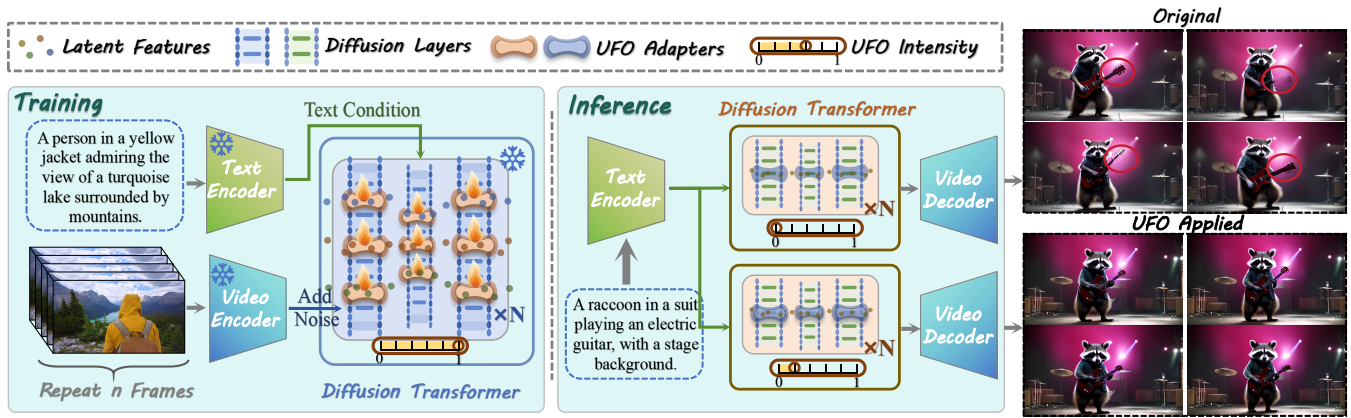 Latent Features
Diffusion Layers
UFO Adapters
0
1
UFO Intensity
Training
A person in a yellow
jacket admiring the
view of a turquoise
lake surrounded by
mountains.
Text
Encoder
Text Condition
Video
Encoder
Add
Noise
×N
0
1
Repeat n Frames
Diffusion Transformer
Inference
Text
Encoder
A raccoon in a suit
playing an electric
guitar, with a stage
background.
Diffusion Transformer
×N
0
1
Video
Decoder
×N
0
1
Video
Decoder
Original
UFO Applied